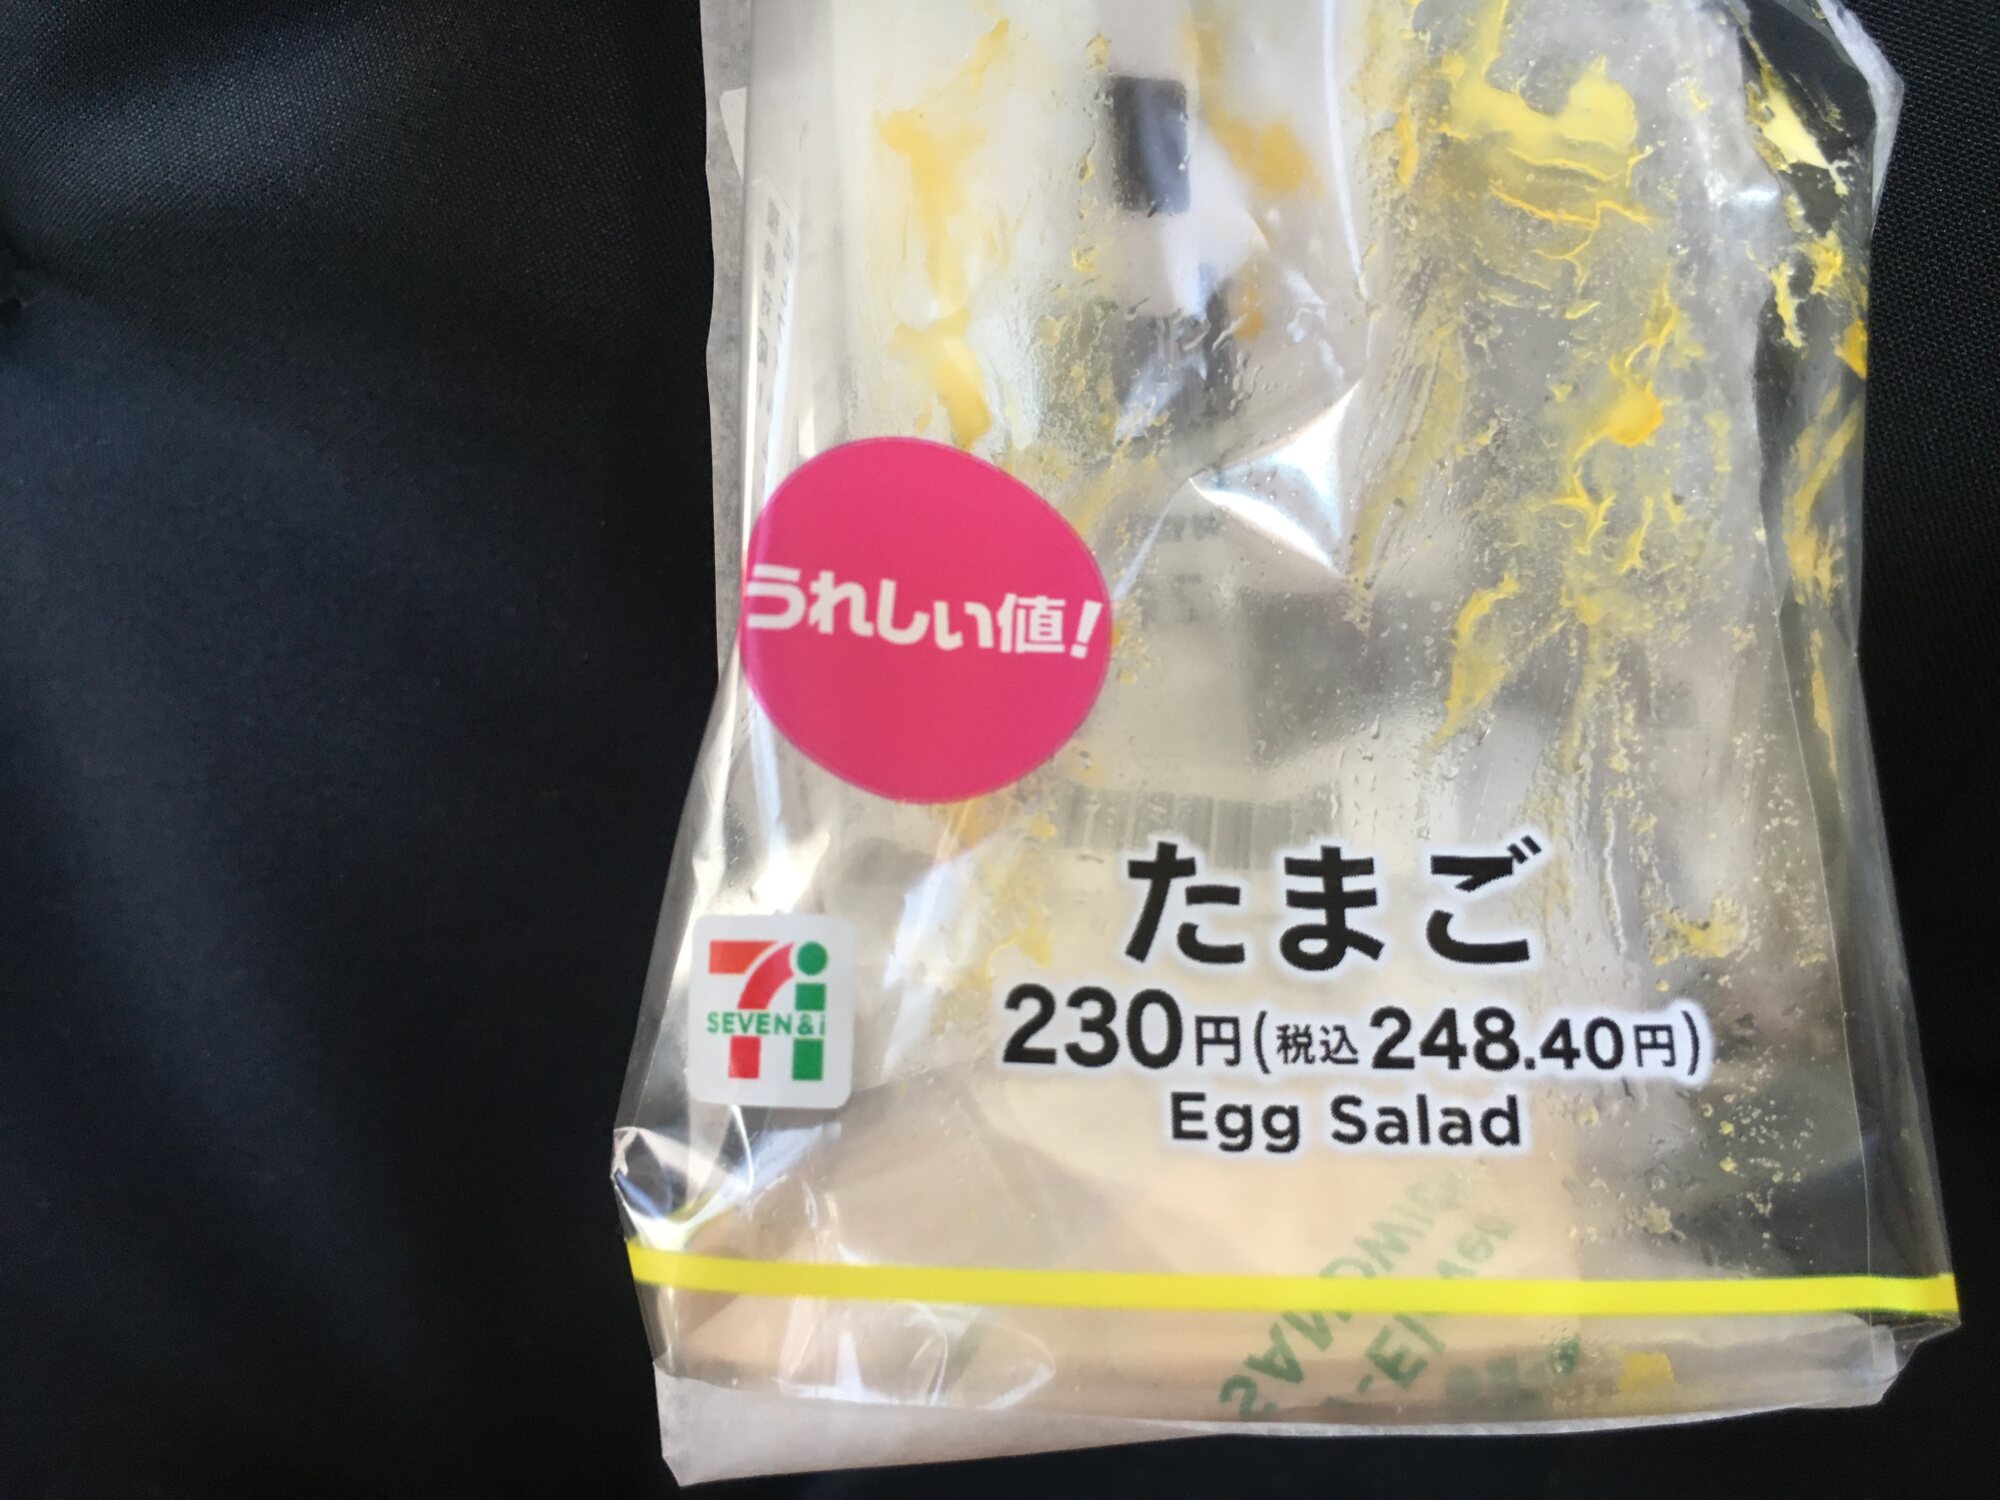 うれしい値!
たまご
SEVEN&i
230円(税込248.40円)
Egg Salad